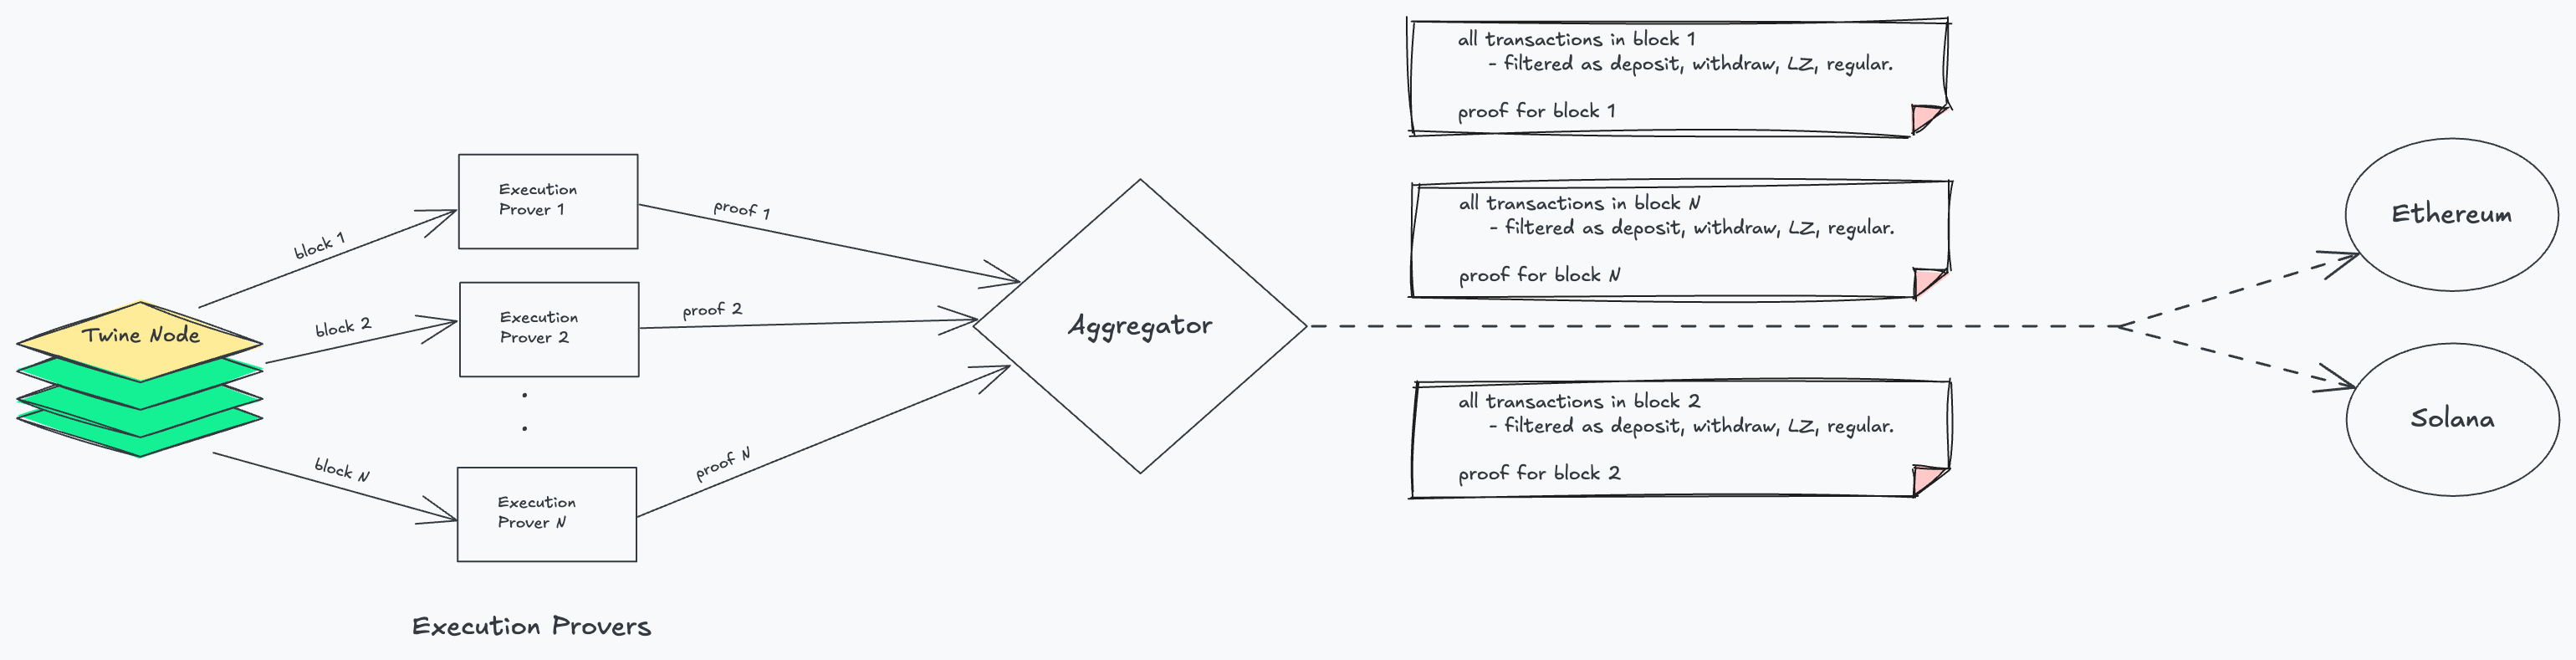 Twine Node
block 1
block 2
block N
Execution
Prover 1
Execution
Prover 2
Execution
Prover N
Execution Provers
proof 1
proof 2
proof N
Aggregator
all transactions in block 1
- filtered as deposit, withdraw, LZ, regular.
proof for block 1
all transactions in block N
- filtered as deposit, withdraw, LZ, regular.
proof for block N
all transactions in block 2
- filtered as deposit, withdraw, LZ, regular.
proof for block 2
Ethereum
Solana